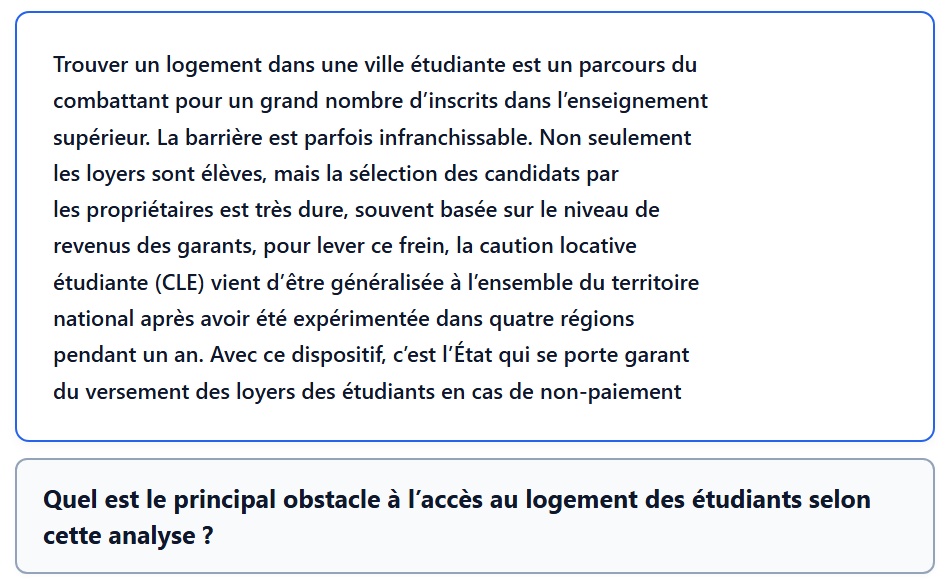 Trouver un logement dans une ville étudiante est un parcours du
combattant pour un grand nombre d’inscrits dans l’enseignement
supérieur. La barrière est parfois infranchissable. Non seulement
les loyers sont élèves, mais la sélection des candidats par
les propriétaires est très dure, souvent basée sur le niveau de
revenus des garants, pour lever ce frein, la caution locative
étudiante (CLE) vient d’être généralisée à l’ensemble du territoire
national après avoir été expérimentée dans quatre régions
pendant un an. Avec ce dispositif, c’est l’État qui se porte garant
du versement des loyers des étudiants en cas de non-paiement
Quel est le principal obstacle à l’accès au logement des étudiants selon
cette analyse ?